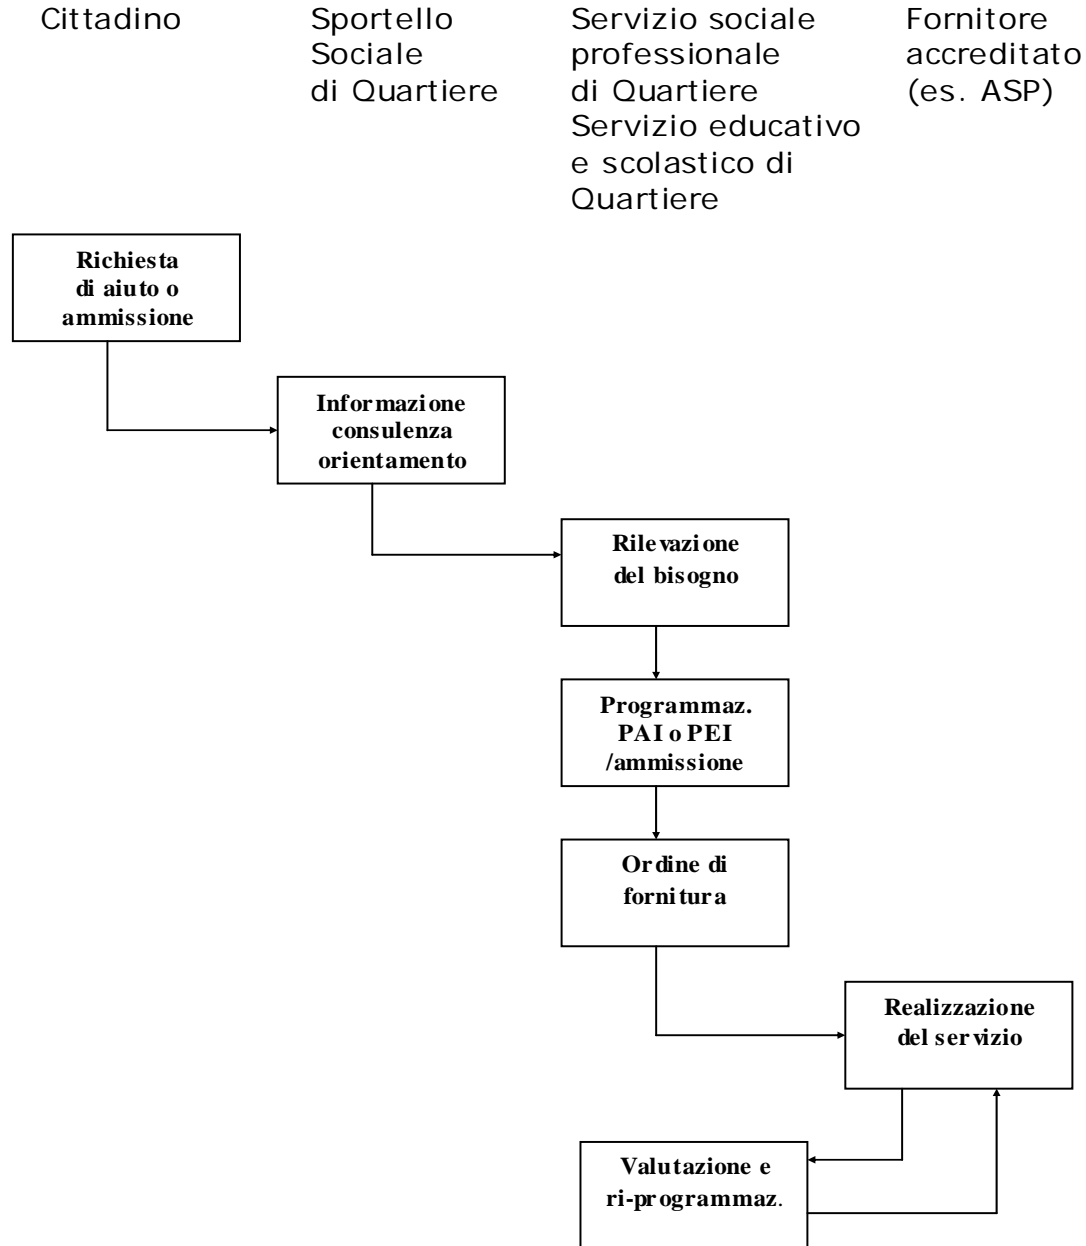 Cittadino
Sportello
Sociale
di Quartiere
Servizio sociale
professionale
di Quartiere
Servizio educativo
e scolastico di
Quartiere
Fornitore
accreditato
(es. ASP)
Richiesta
di aiuto o
ammissione
Informazione
consulenza
orientamento
Rilevazione
del bisogno
Programmaz.
PAI o PEI
/ammissione
Ordine di
fornitura
Realizzazione
del servizio
Valutazione e
ri-programmaz.